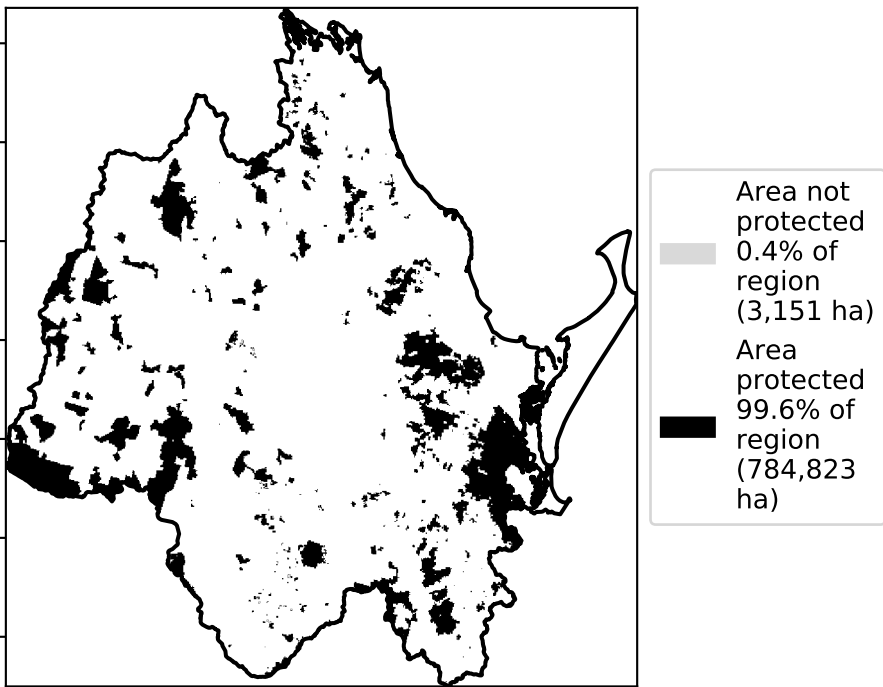 Area not
protected
0.4% of
region
(3,151 ha)
Area
protected
99.6% of
region
(784,823
ha)